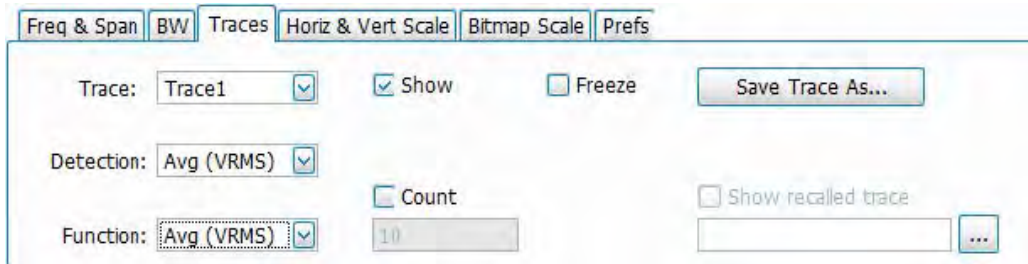 Freq & Span BW Traces Horiz & Vert Scale Bitmap Scale Prefs
Trace: Trace1 Show Freeze Save Trace As...
Detection: Avg (VRMS)
Count Show recalled trace
Function: Avg (VRMS) 10 ...